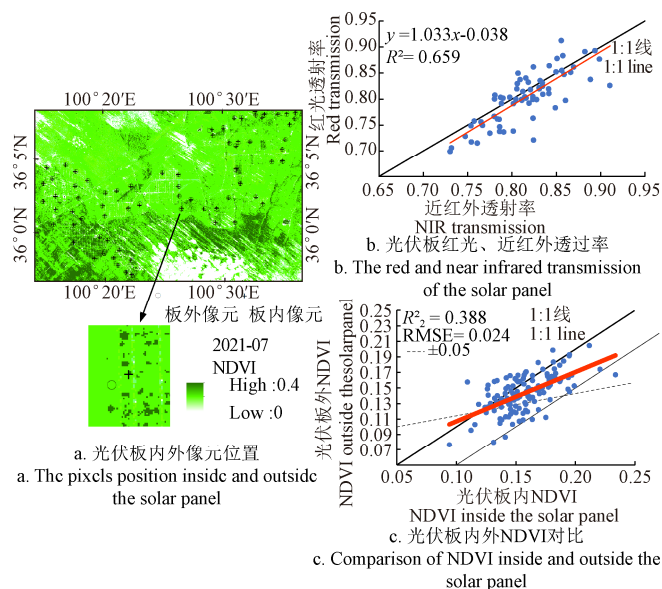 100°20′E 100°30′E
36°5′N
36°0′N
36°5′N
36°0′N
100°20′E 100°30′E
板外像元 板内像元
2021-07
NDVI
High :0.4
Low :0
a. 光伏板内外像元位置
a. Thc pixcls position insidc and outsidc
the solar panel
红光透射率
Red transmission
0.95
0.90
0.85
0.80
0.75
0.70
y =1.033x-0.038
R²= 0.659
1:1线
1:1 line
0.65 0.70 0.75 0.80 0.85 0.90 0.95
近红外透射率
NIR transmission
b. 光伏板红光、近红外透过率
b. The red and near infrared transmission
of the solar panel
光伏板外NDVI
NDVI outside thesolarpanel
0.25
0.23
0.21
0.19
0.17
0.15
0.13
0.11
0.09
0.07
R²₂ = 0.388
RMSE= 0.024
±0.05
1:1线
1:1 line
0.05 0.10 0.15 0.20 0.25
光伏板内NDVI
NDVI inside the solar panel
c. 光伏板内外NDVI对比
c. Comparison of NDVI inside and outside the
solar panel